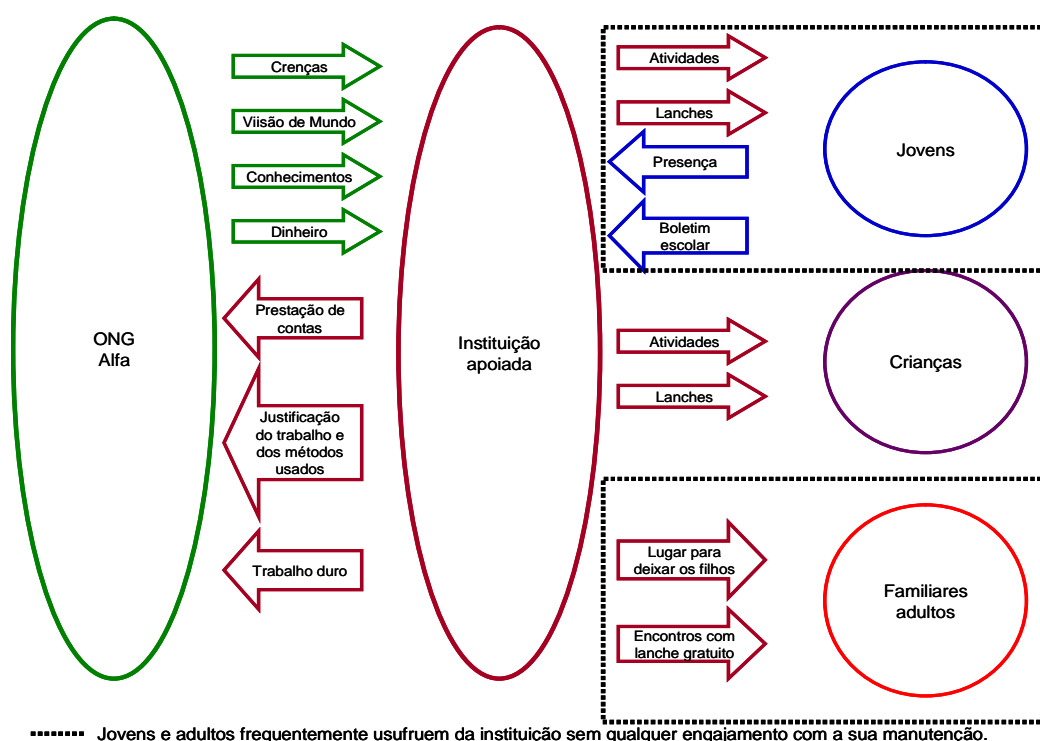 ONG
Alfa
Crenças
Viisão de Mundo
Conhecimentos
Dinheiro
Prestação de
contas
Justificação
do trabalho e
dos métodos
usados
Trabalho duro
Instituição
apoiada
Atividades
Lanches
Presença
Boletim
escolar
Jovens
Atividades
Lanches
Crianças
Lugar para
deixar os filhos
Encontros com
lanche gratuito
Familiares
adultos
Jovens e adultos frequentemente usufruem da instituição sem qualquer engajamento com a sua manutenção.